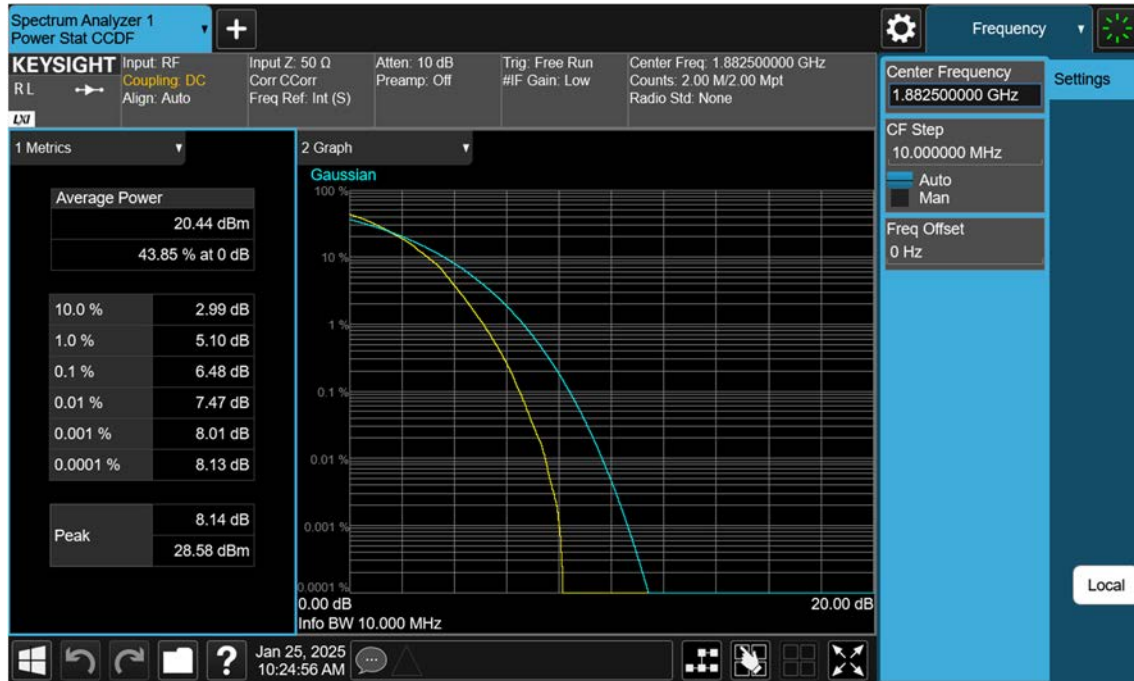 Spectrum Analyzer 1
Power Stat CCDF
+
Frequency
KEYSIGHT
R L
LXI
Input: RF
Coupling: DC
Align: Auto
Input Z: 50 Ω
Corr CCorr
Freq Ref: Int (S)
Atten: 10 dB
Preamp: Off
Trig: Free Run
#IF Gain: Low
Center Freq: 1.882500000 GHz
Counts: 2.00 M/2.00 Mpt
Radio Std: None
Center Frequency
1.882500000 GHz
Settings
CF Step
10.000000 MHz
Auto
Man
Freq Offset
0 Hz
Local
1 Metrics
Average Power
20.44 dBm
43.85 % at 0 dB
10.0 % 2.99 dB
1.0 % 5.10 dB
0.1 % 6.48 dB
0.01 % 7.47 dB
0.001 % 8.01 dB
0.0001 % 8.13 dB
Peak
8.14 dB
28.58 dBm
2 Graph
Gaussian
100 %
10 %
1 %
0.1 %
0.01 %
0.001 %
0.0001 %
0.00 dB 20.00 dB
Info BW 10.000 MHz
?
Jan 25, 2025
10:24:56 AM